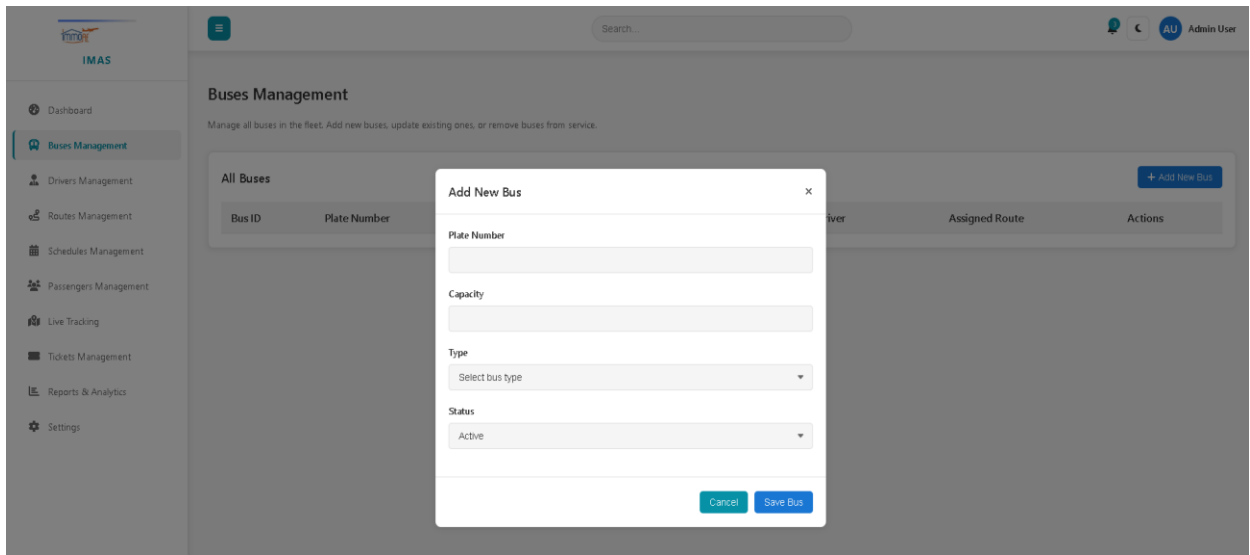 immar
IMAS
Search...
AU Admin User
Dashboard
Buses Management
Drivers Management
Routes Management
Schedules Management
Passengers Management
Live Tracking
Tickets Management
Reports & Analytics
Settings
Buses Management
Manage all buses in the fleet. Add new buses, update existing ones, or remove buses from service.
All Buses
+ Add New Bus
Bus ID Plate Number river Assigned Route Actions
Add New Bus ×
Plate Number
Capacity
Type
Select bus type
Status
Active
Cancel Save Bus